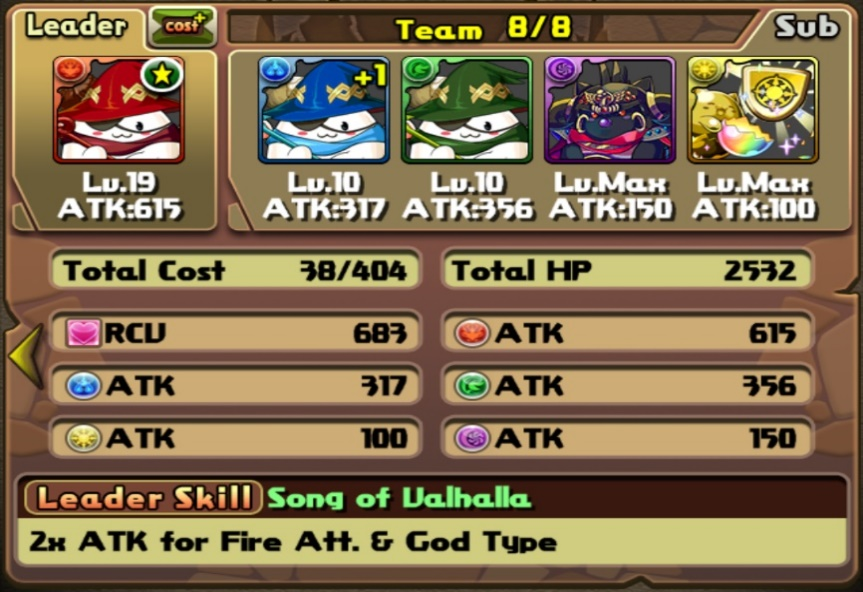 Leader cost+ Team 8/8 Sub
+1
Lv.19 Lv.10 Lv.10 Lv.Max Lv.Max
ATK:615 ATK:317 ATK:356 ATK:150 ATK:100
Total Cost 38/404 Total HP 2532
RCV 683 ATK 615
ATK 317 ATK 356
ATK 100 ATK 150
Leader Skill Song of Valhalla
2x ATK for Fire Att. & God Type